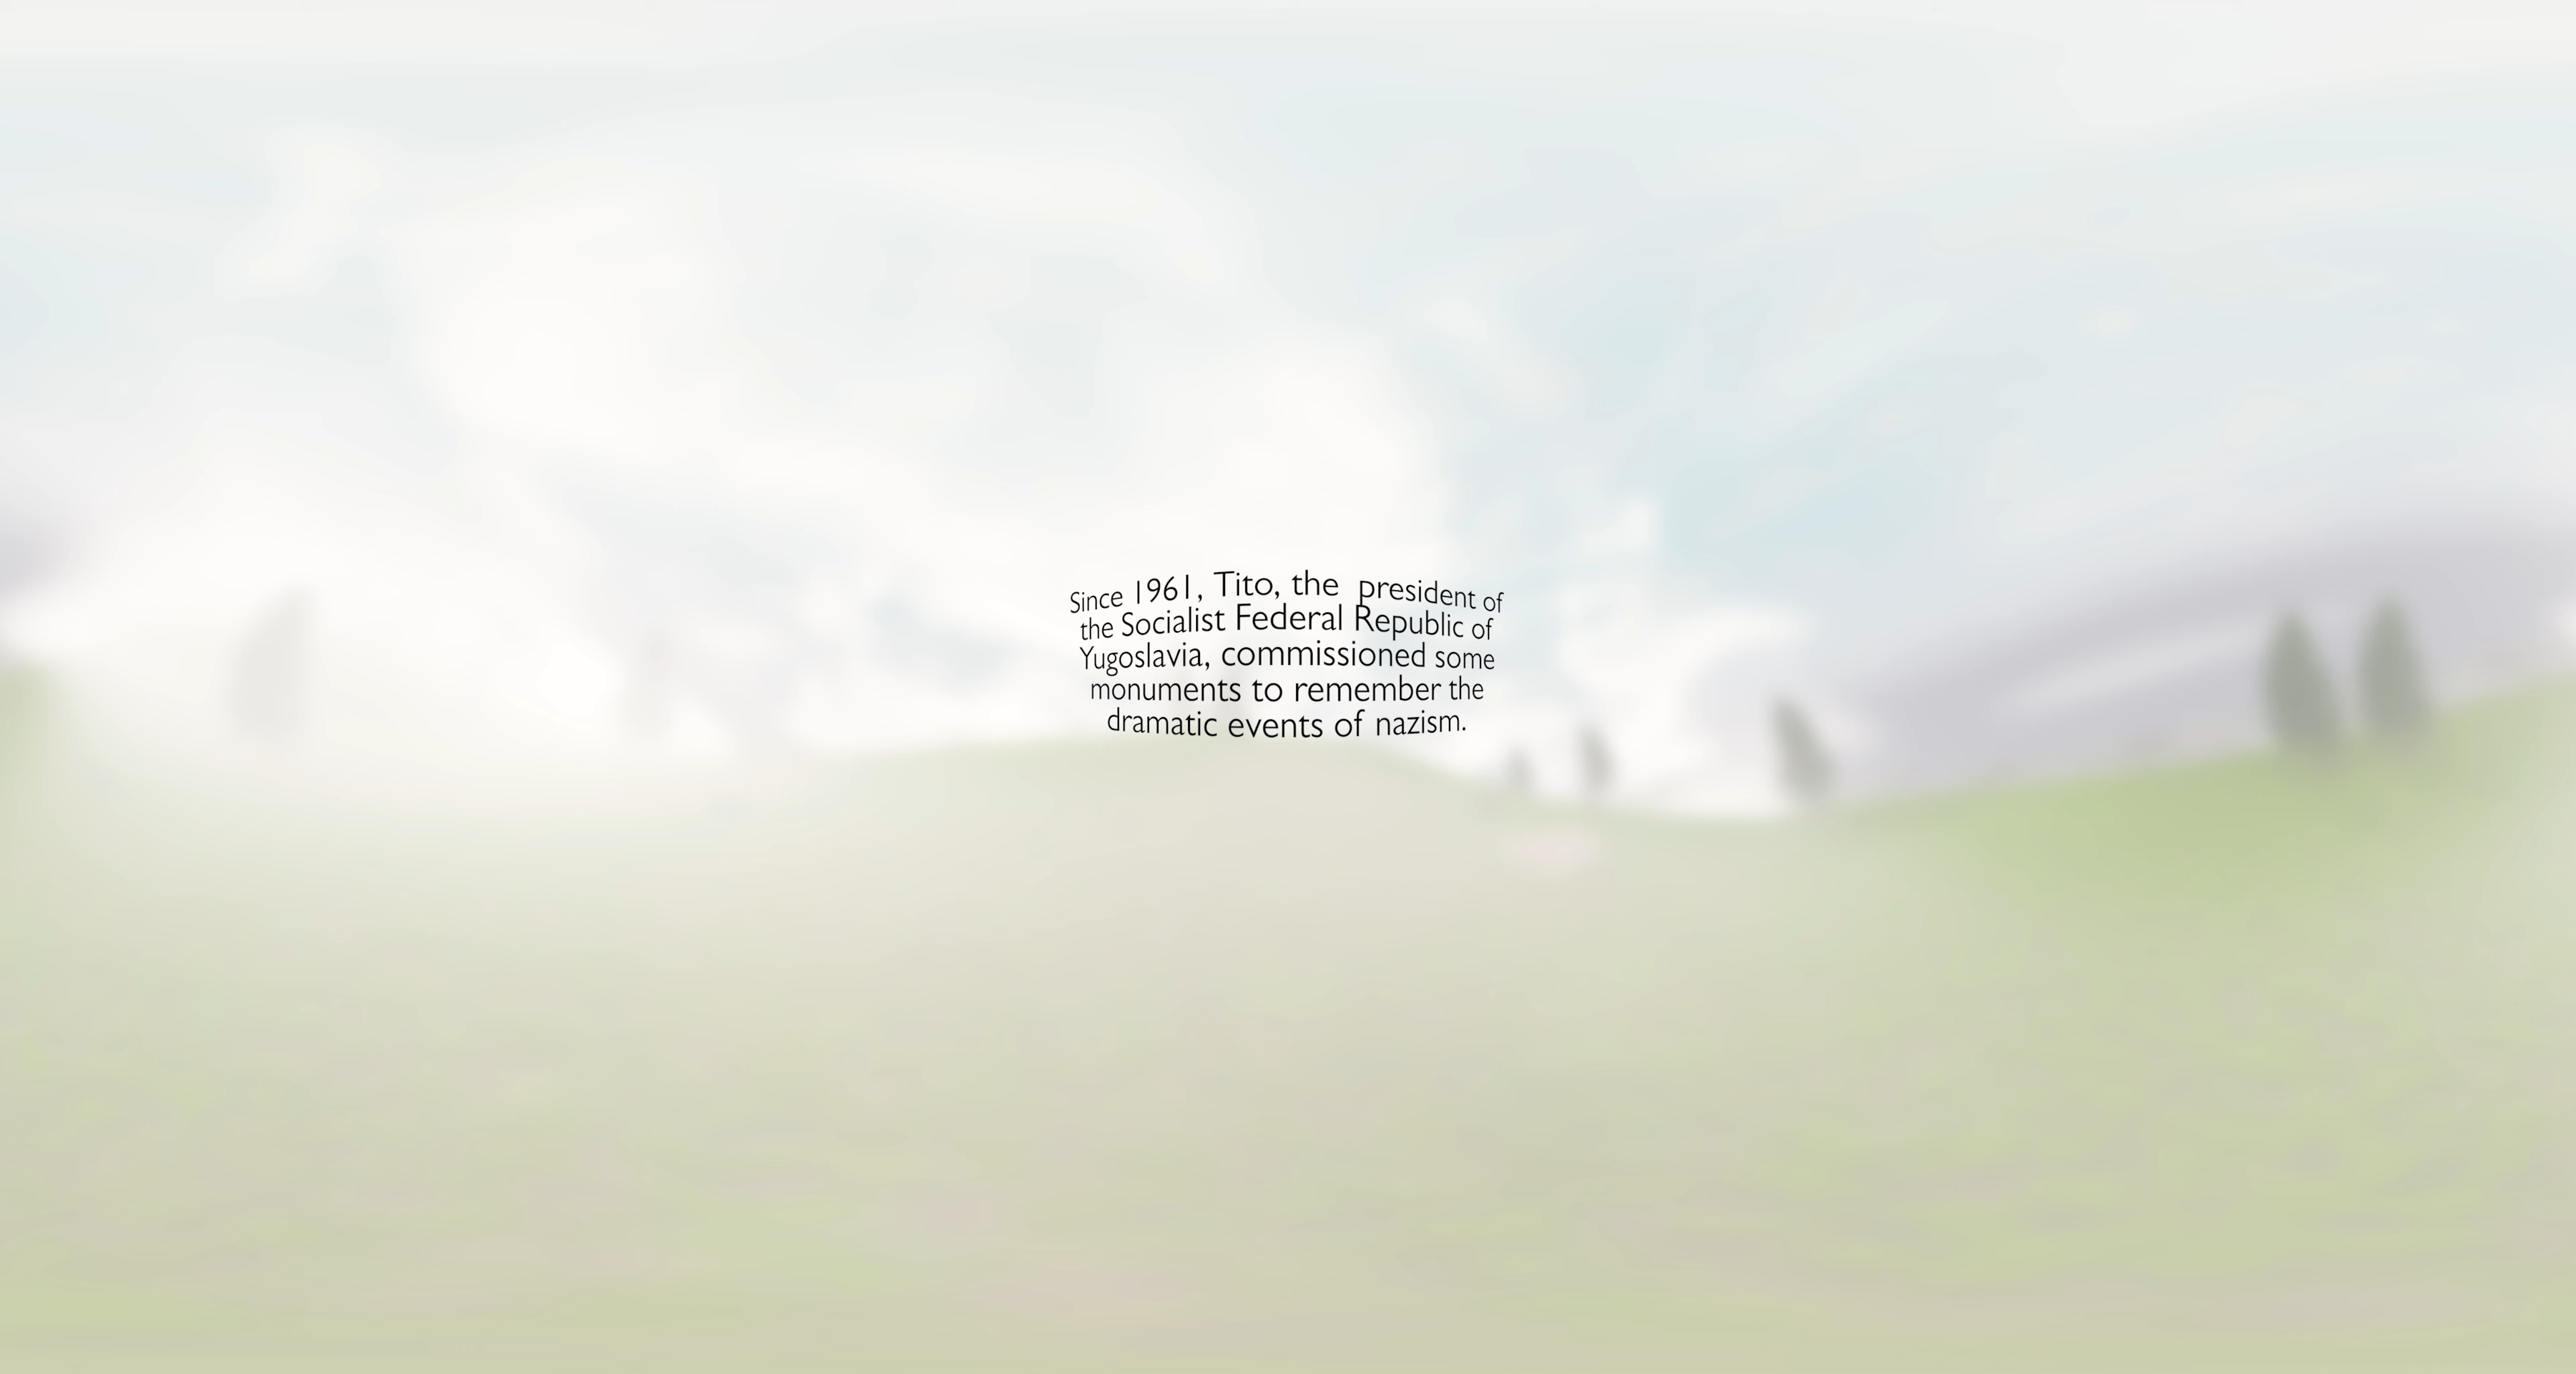 Since 1961, Tito, the president of
the Socialist Federal Republic of
Yugoslavia, commissioned some
monuments to remember the
dramatic events of nazism.